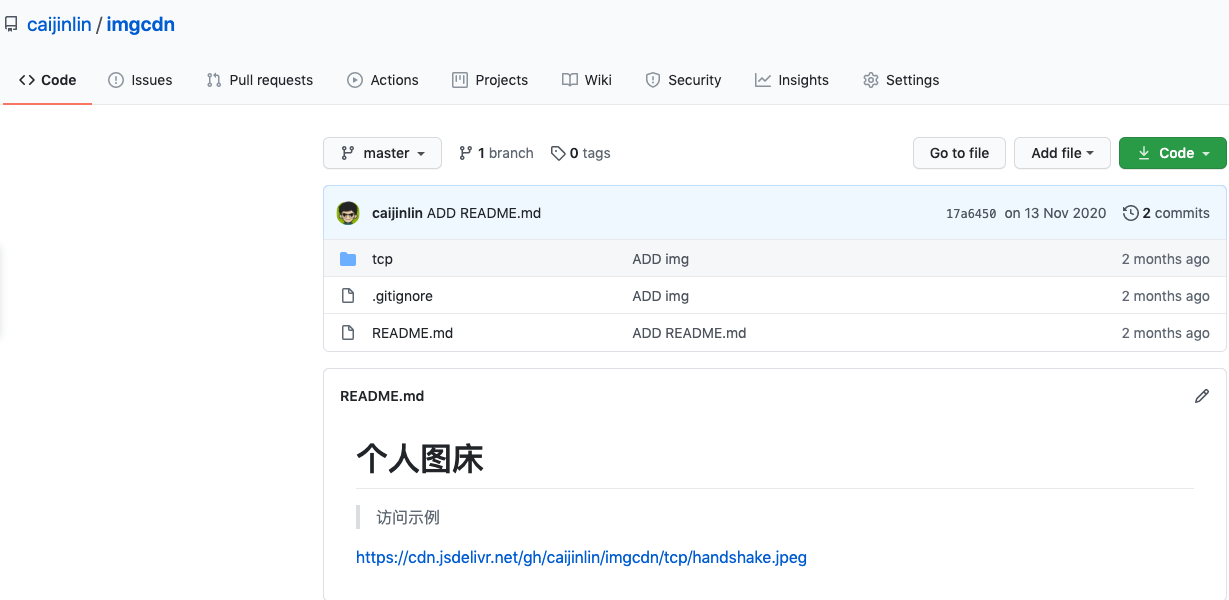 caijinlin / imgcdn
Code Issues Pull requests Actions Projects Wiki Security Insights Settings
master 1 branch 0 tags Go to file Add file Code
caijinlin ADD README.md 17a6450 on 13 Nov 2020 2 commits
tcp ADD img 2 months ago
.gitignore ADD img 2 months ago
README.md ADD README.md 2 months ago
README.md
个人图床
访问示例
https://cdn.jsdelivr.net/gh/caijinlin/imgcdn/tcp/handshake.jpeg